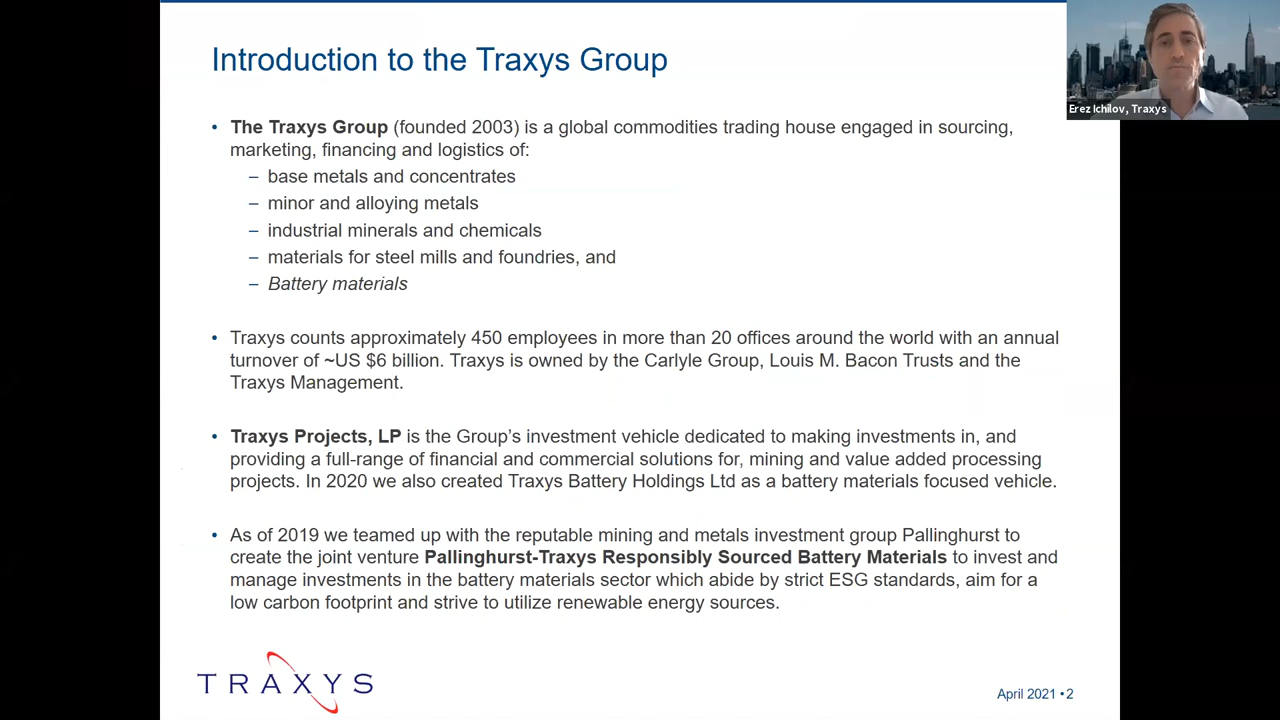 Introduction to the Traxys Group
Erez Ichilov, Traxys
• The Traxys Group (founded 2003) is a global commodities trading house engaged in sourcing,
marketing, financing and logistics of:
– base metals and concentrates
– minor and alloying metals
– industrial minerals and chemicals
– materials for steel mills and foundries, and
– Battery materials
• Traxys counts approximately 450 employees in more than 20 offices around the world with an annual
turnover of ~US $6 billion. Traxys is owned by the Carlyle Group, Louis M. Bacon Trusts and the
Traxys Management.
• Traxys Projects, LP is the Group’s investment vehicle dedicated to making investments in, and
providing a full-range of financial and commercial solutions for, mining and value added processing
projects. In 2020 we also created Traxys Battery Holdings Ltd as a battery materials focused vehicle.
• As of 2019 we teamed up with the reputable mining and metals investment group Pallinghurst to
create the joint venture Pallinghurst-Traxys Responsibly Sourced Battery Materials to invest and
manage investments in the battery materials sector which abide by strict ESG standards, aim for a
low carbon footprint and strive to utilize renewable energy sources.
TRAXYS
April 2021 • 2